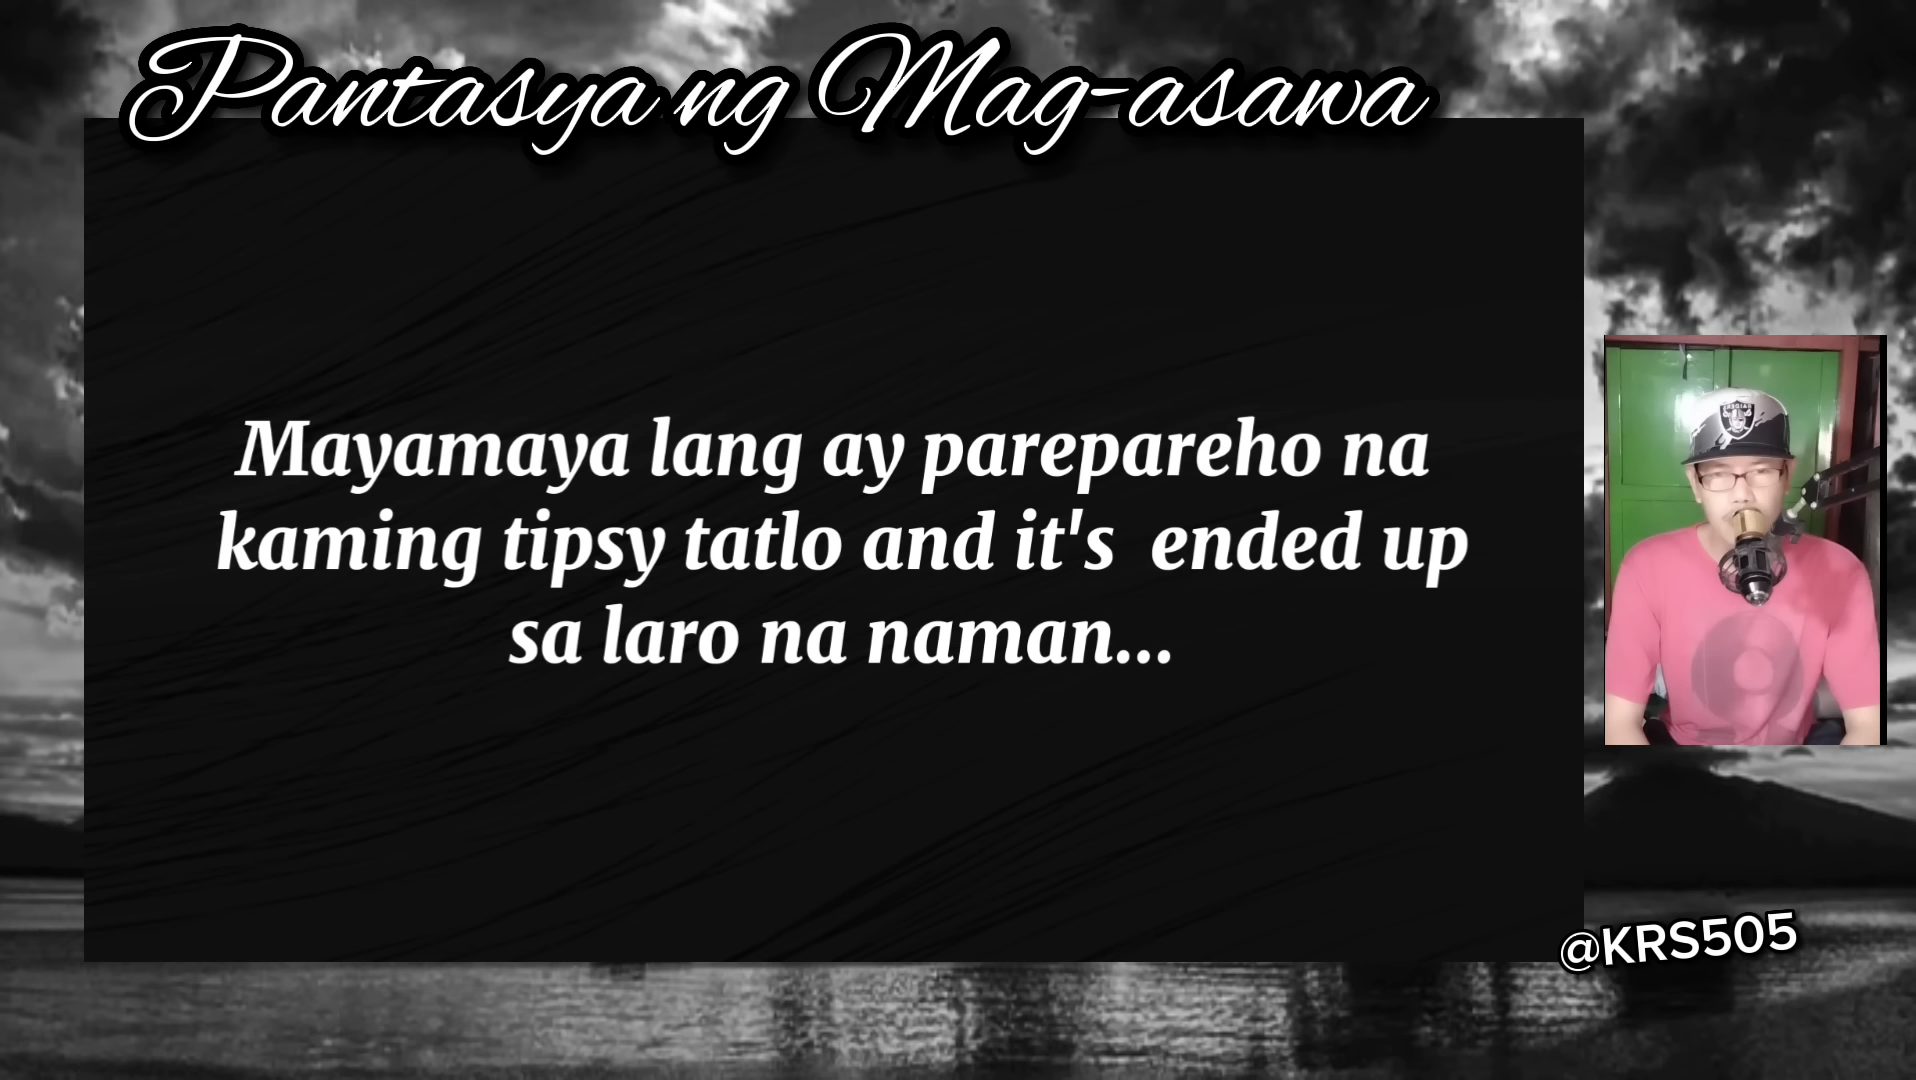 Pantasya ng Mag-asawa
Mayamaya lang ay parepareho na
kaming tipsy tatlo and it's ended up
sa laro na naman...
@KRS505